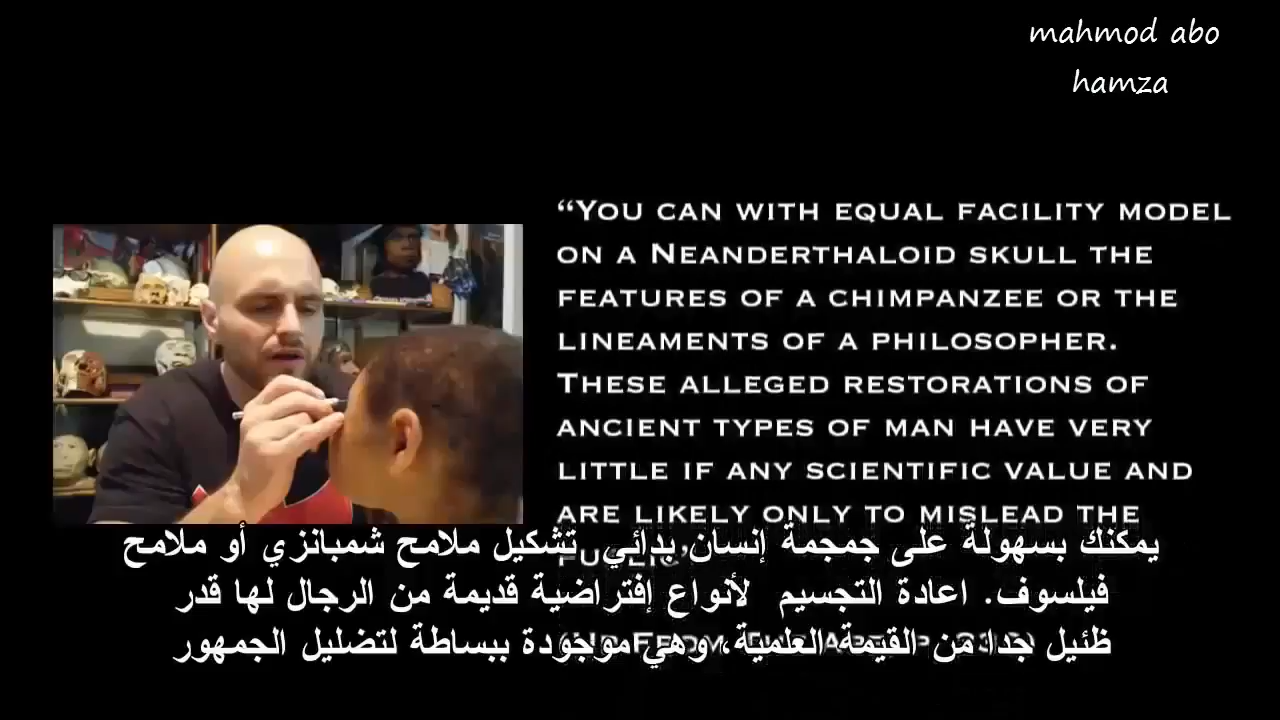 mahmod abo
hamza
“You can with equal facility model
on a Neanderthaloid skull the
features of a chimpanzee or the
lineaments of a philosopher.
These alleged restorations of
ancient types of man have very
little if any scientific value and
are likely only to mislead the
يمكنك بسهولة على جمجمة إنسان بدائي تشكيل ملامح شمبانزي أو ملامح
فيلسوف. اعادة التجسيم لأنواع إفتراضية قديمة من الرجال لها قدر
ظئيل جدا من القيمة العلمية، وهي موجودة ببساطة لتضليل الجمهور